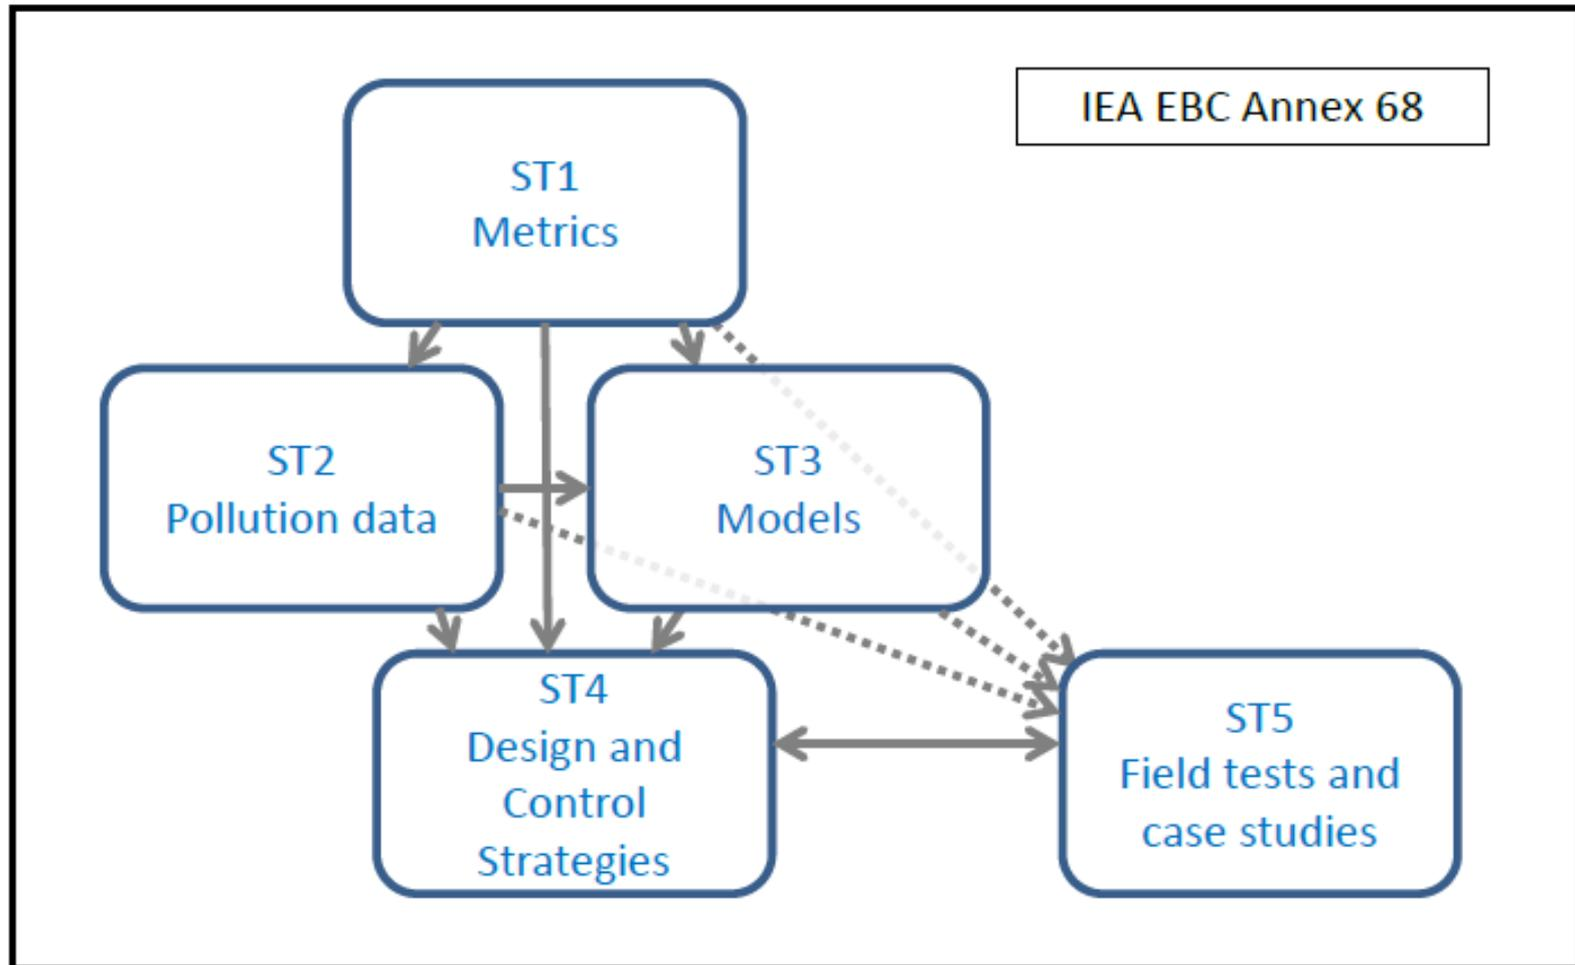 IEA EBC Annex 68
ST1
Metrics
ST2
Pollution data
ST3
Models
ST4
Design and
Control
Strategies
ST5
Field tests and
case studies